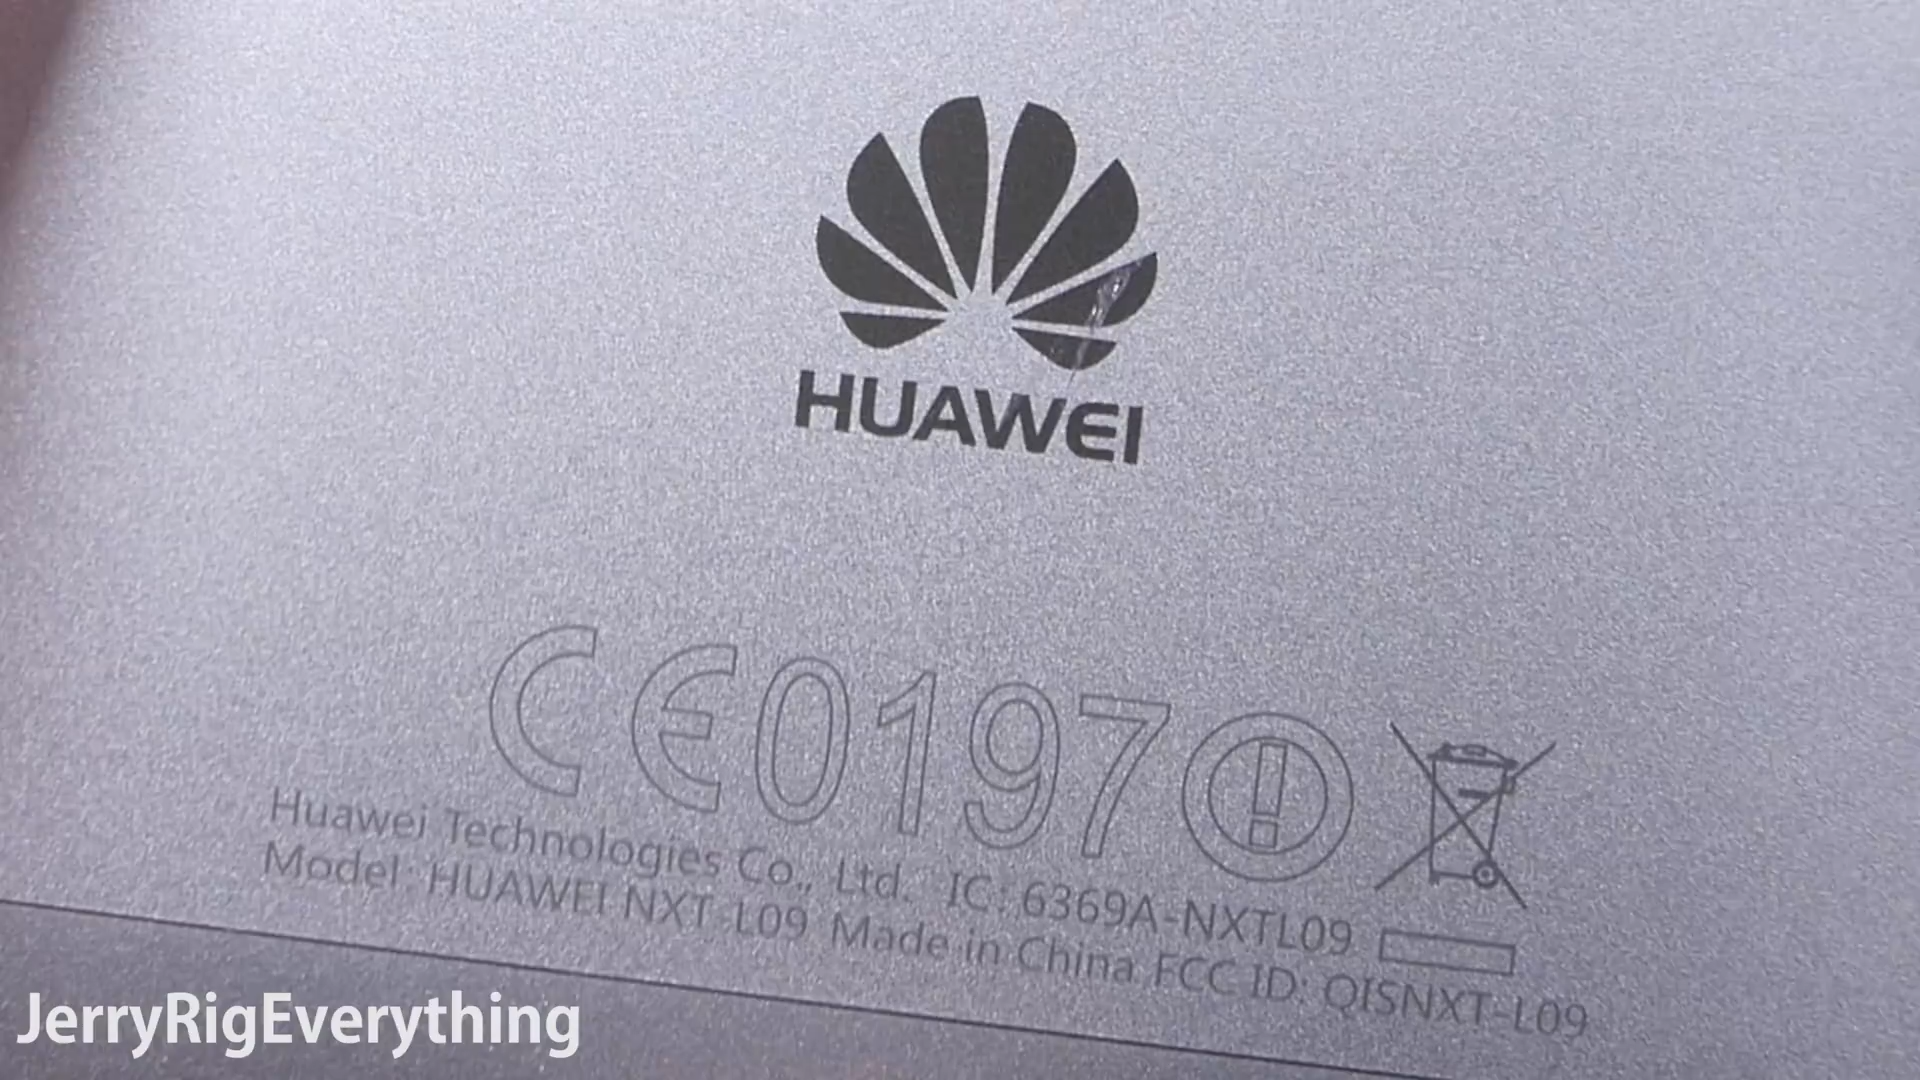 HUAWEI
CE0197
Huawei Technologies Co., Ltd. IC: 6369A-NXTL09
Model: HUAWEI NXT-L09 Made in China FCC ID: QISNXT-L09
JerryRigEverything